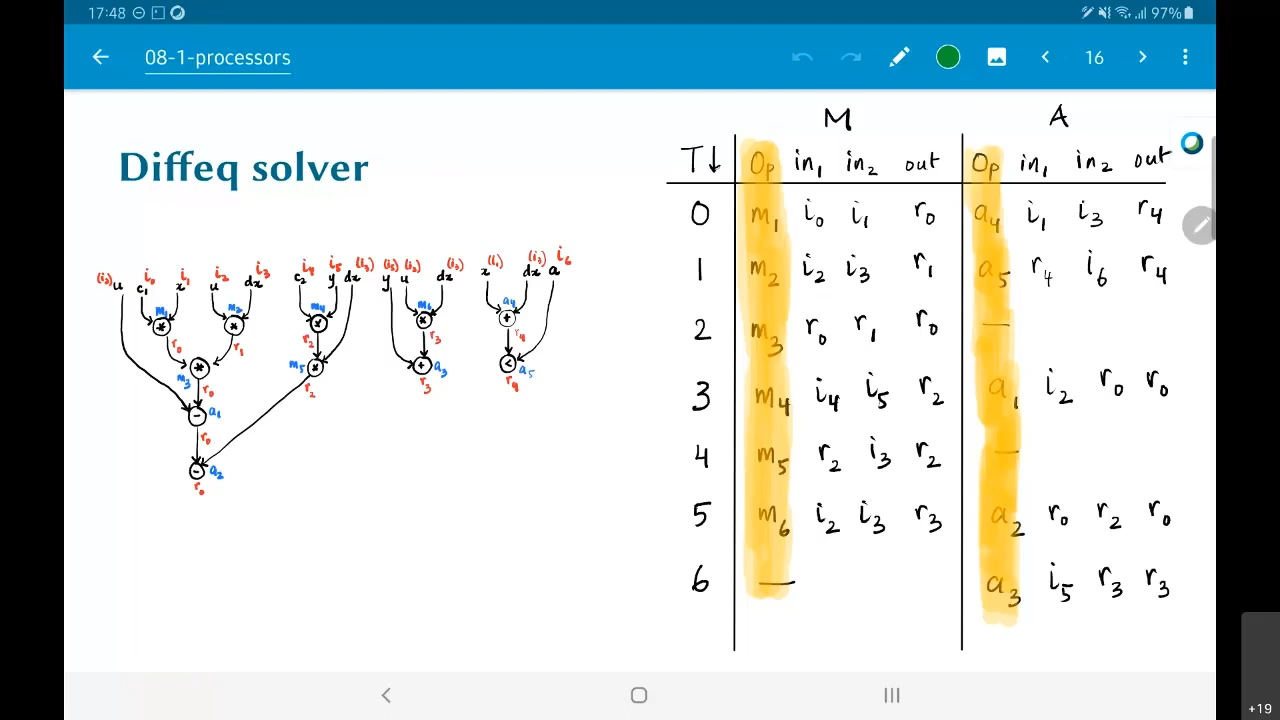 17:48 97%
08-1-processors 16
Diffeq solver
(i2) u i0 c1 i1 x i2 u i3 dx i4 c2 i5 y (i3) dx (i5) y (i2) u (i3) dx (i1) x (i3) dx i6 a
m1 * m2 * m4 * m6 * a4 +
r0 r1 r2 r3 r4
m3 * m5 * + a3 < a5
r0 r2 r3 r4
- a1
r0
- a2
r0
M A
T↓ Op in1 in2 out Op in1 in2 out
0 m1 i0 i1 r0 a4 i1 i3 r4
1 m2 i2 i3 r1 a5 r4 i6 r4
2 m3 r0 r1 r0 —
3 m4 i4 i5 r2 a1 i2 r0 r0
4 m5 r2 i3 r2 —
5 m6 i2 i3 r3 a2 r0 r2 r0
6 — a3 i5 r3 r3
+19